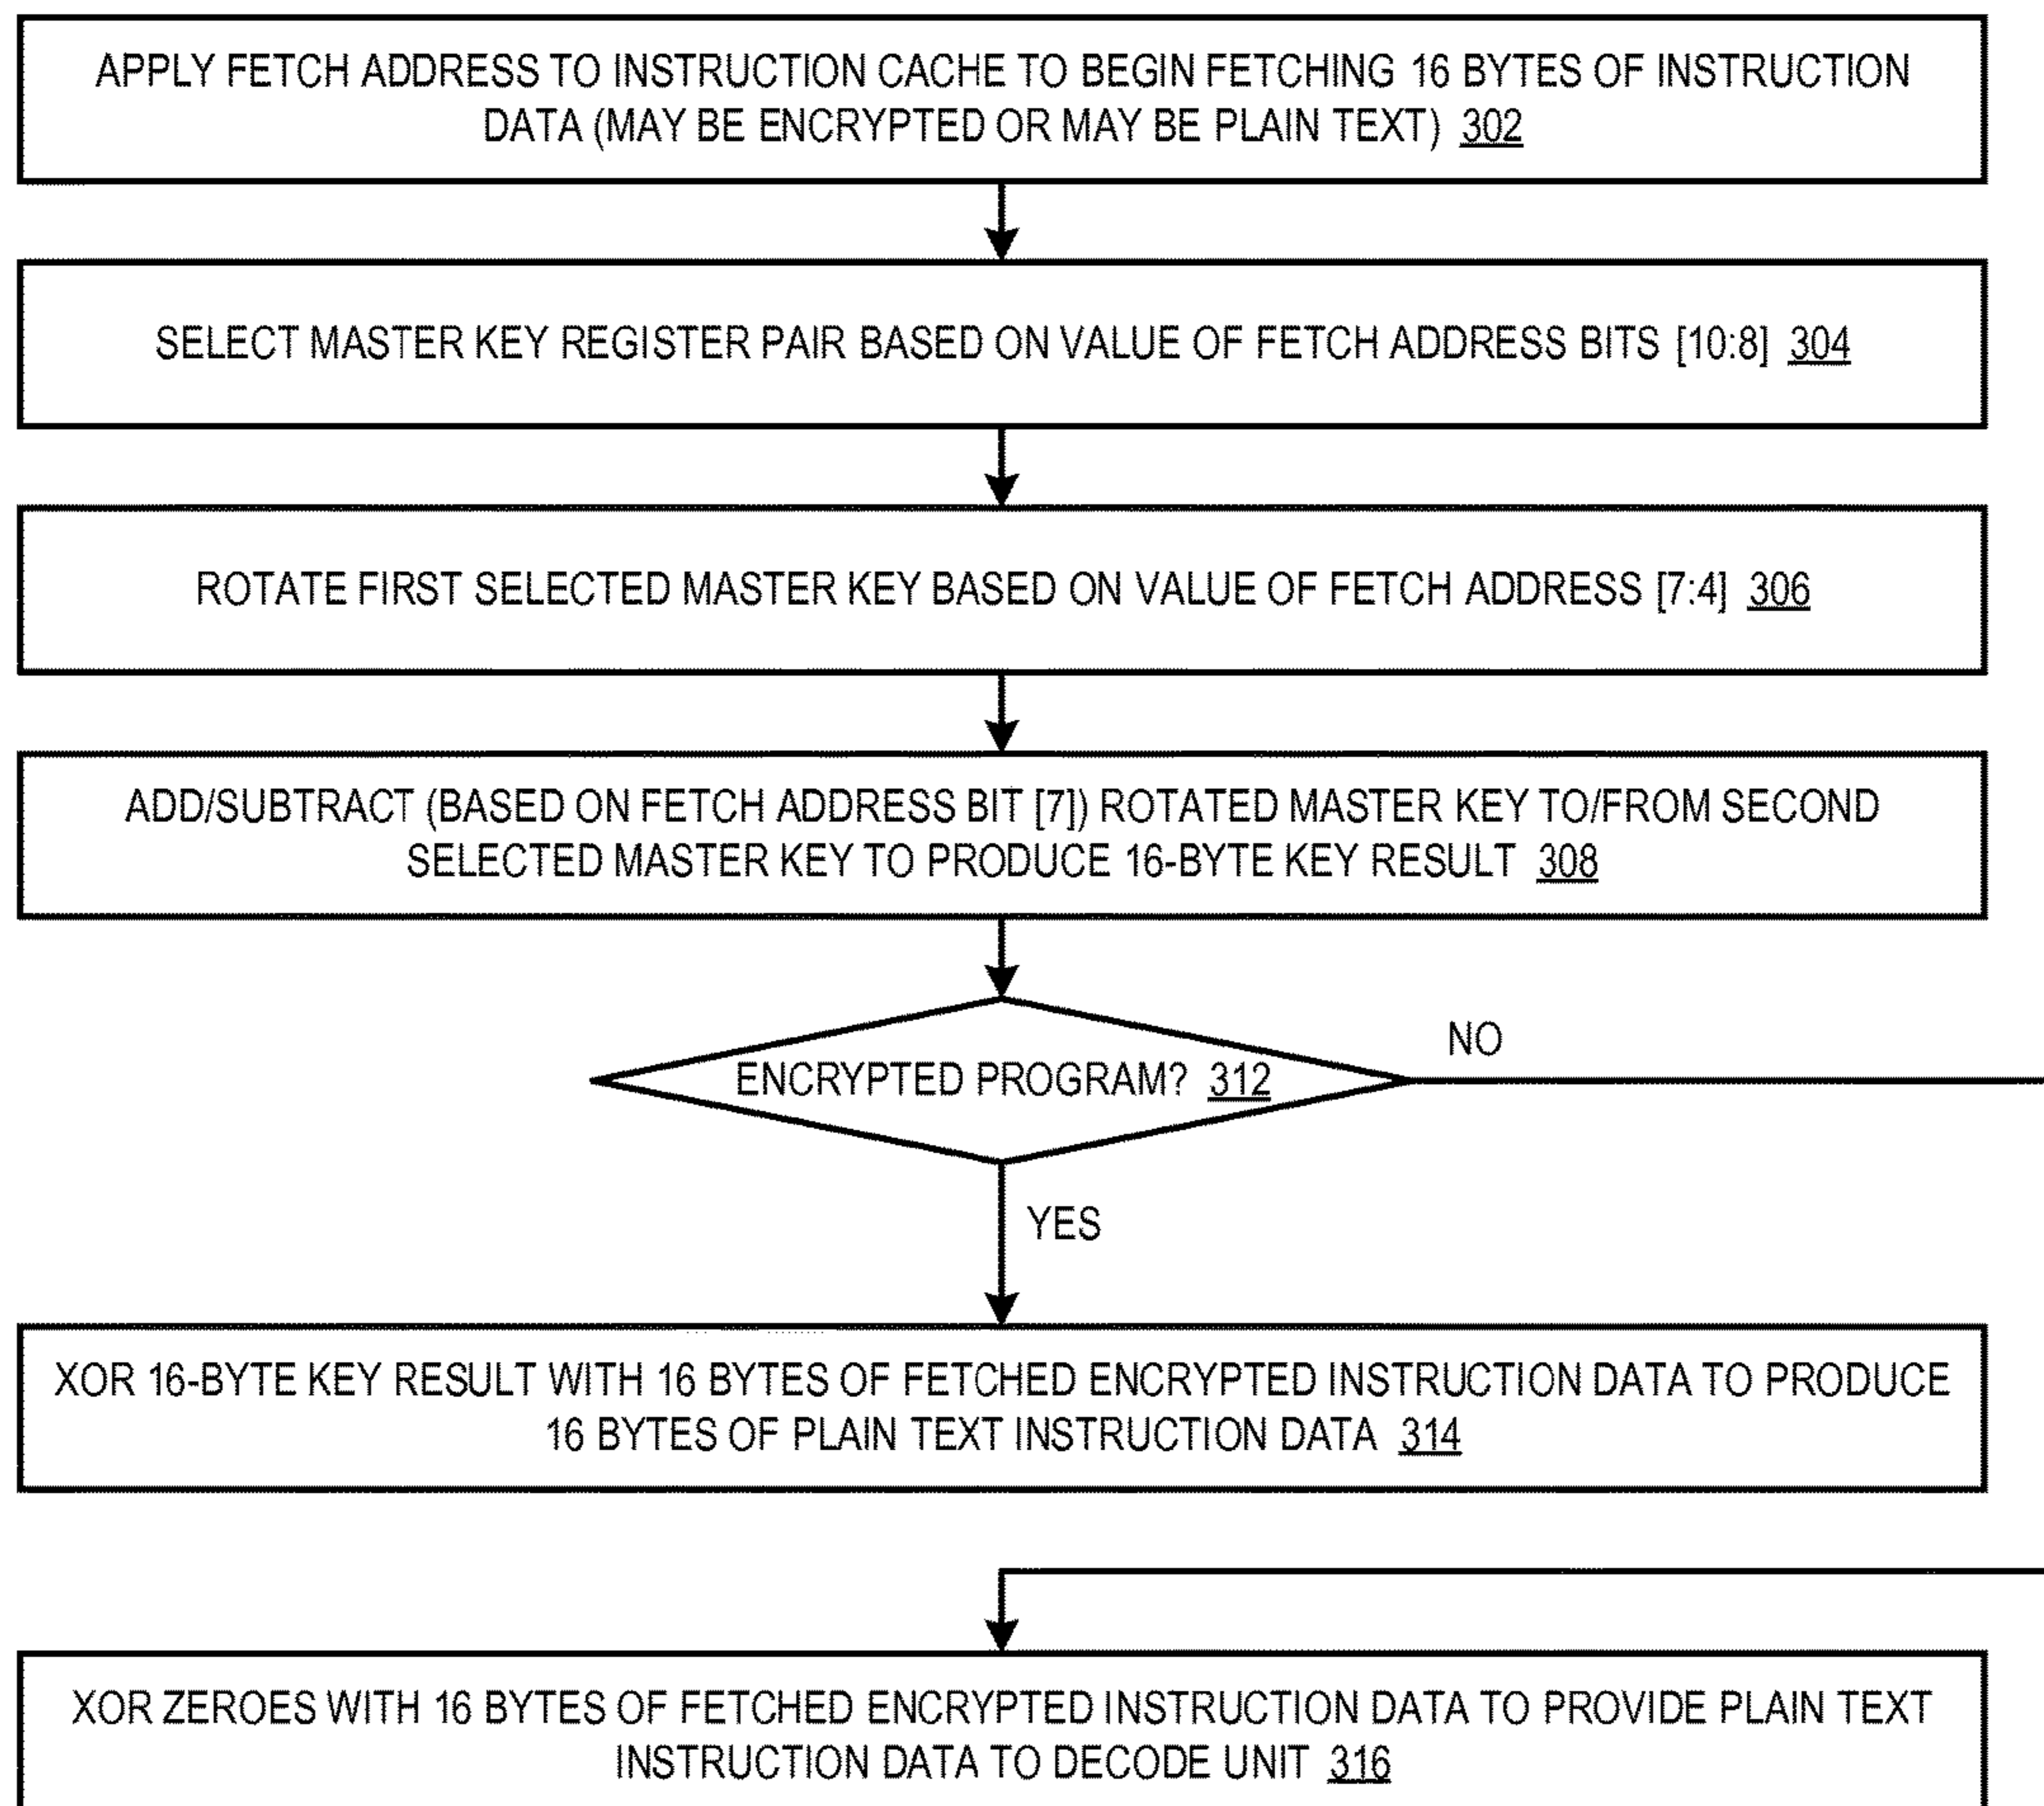 APPLY FETCH ADDRESS TO INSTRUCTION CACHE TO BEGIN FETCHING 16 BYTES OF INSTRUCTION
DATA (MAY BE ENCRYPTED OR MAY BE PLAIN TEXT) 302
SELECT MASTER KEY REGISTER PAIR BASED ON VALUE OF FETCH ADDRESS BITS [10:8] 304
ROTATE FIRST SELECTED MASTER KEY BASED ON VALUE OF FETCH ADDRESS [7:4] 306
ADD/SUBTRACT (BASED ON FETCH ADDRESS BIT [7]) ROTATED MASTER KEY TO/FROM SECOND
SELECTED MASTER KEY TO PRODUCE 16-BYTE KEY RESULT 308
NO
ENCRYPTED PROGRAM? 312
YES
XOR 16-BYTE KEY RESULT WITH 16 BYTES OF FETCHED ENCRYPTED INSTRUCTION DATA TO PRODUCE
16 BYTES OF PLAIN TEXT INSTRUCTION DATA 314
XOR ZEROES WITH 16 BYTES OF FETCHED ENCRYPTED INSTRUCTION DATA TO PROVIDE PLAIN TEXT
INSTRUCTION DATA TO DECODE UNIT 316